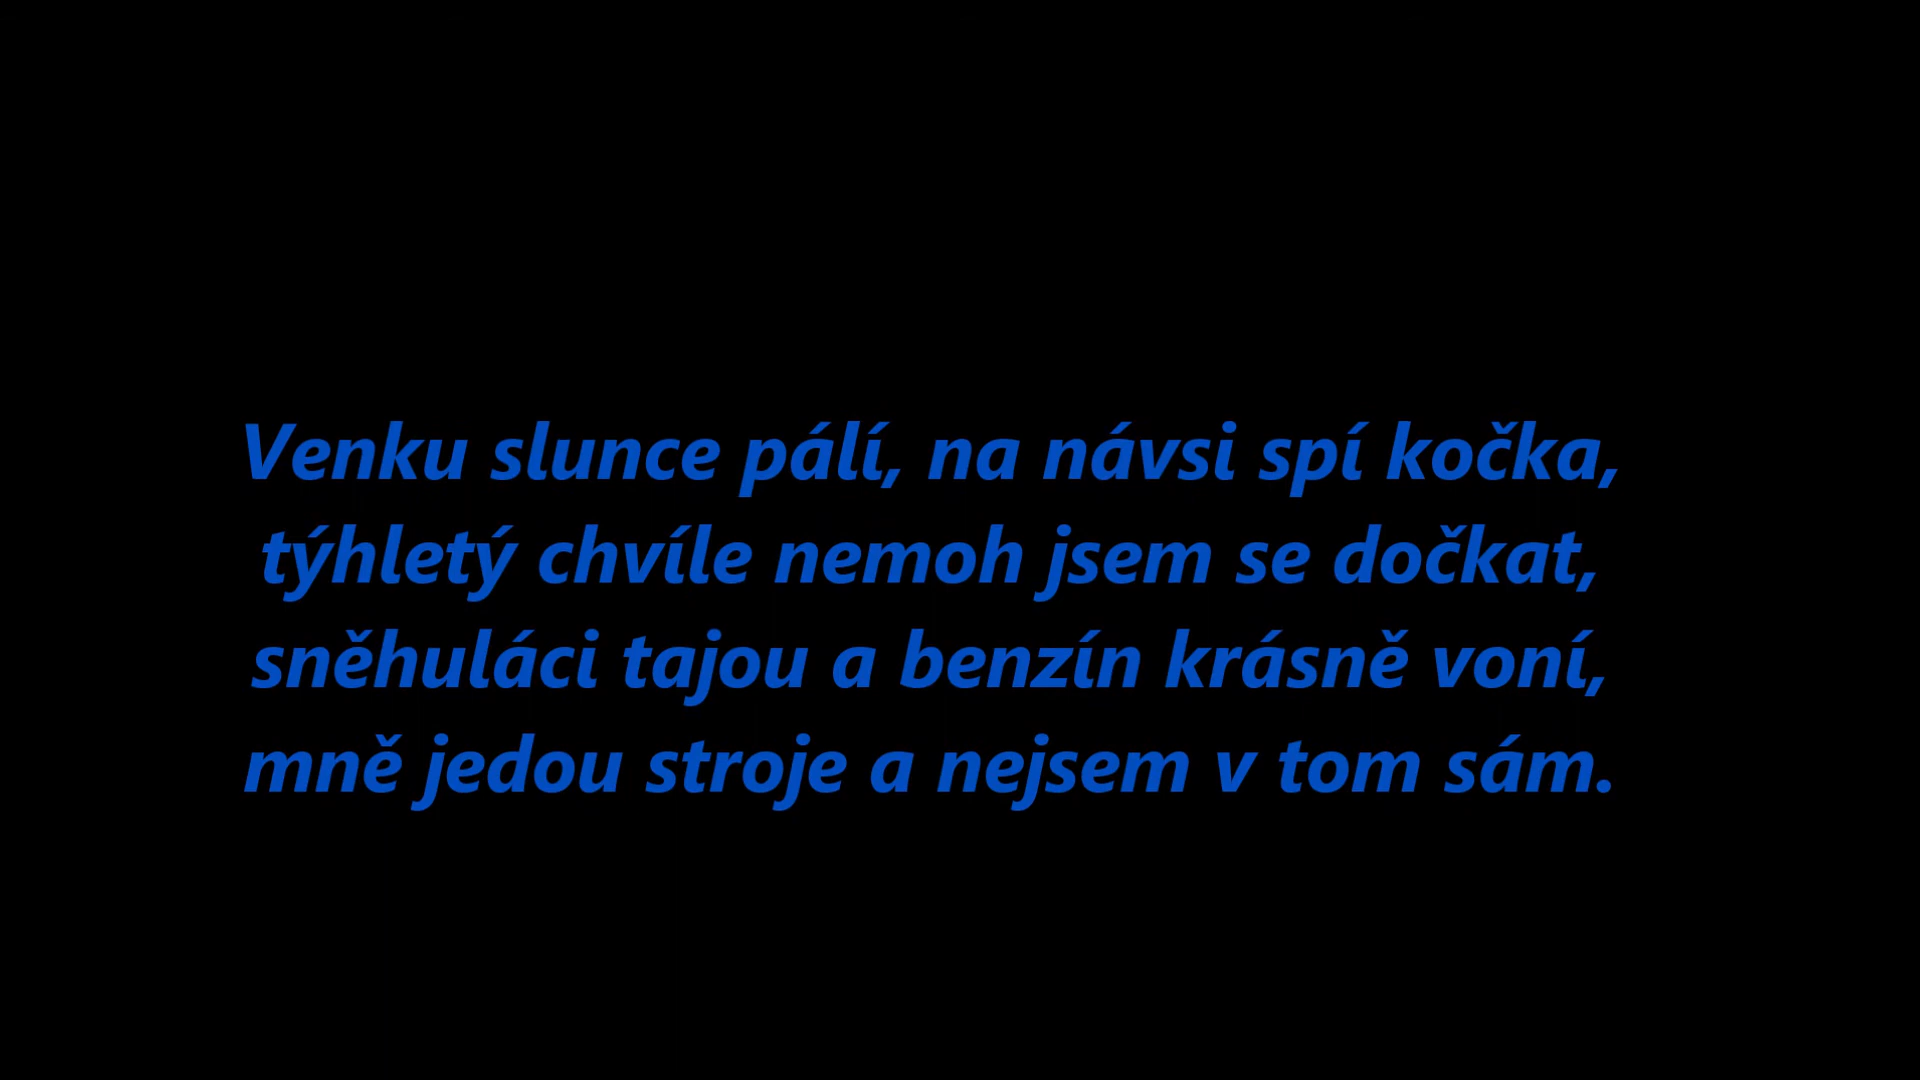 Venku slunce pálí, na návsi spí kočka,
týhletý chvíle nemoh jsem se dočkat,
sněhuláci tajou a benzín krásně voní,
mně jedou stroje a nejsem v tom sám.